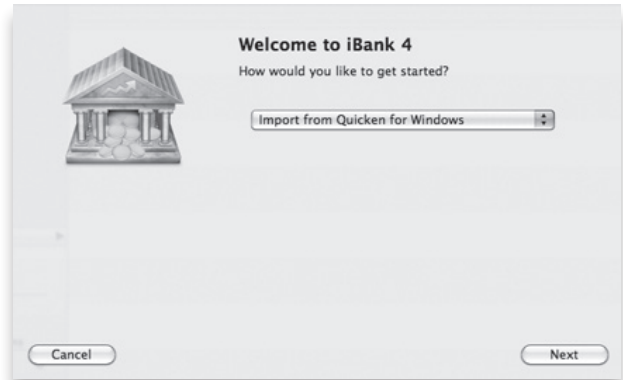 Welcome to iBank 4
How would you like to get started?
Import from Quicken for Windows
Cancel
Next